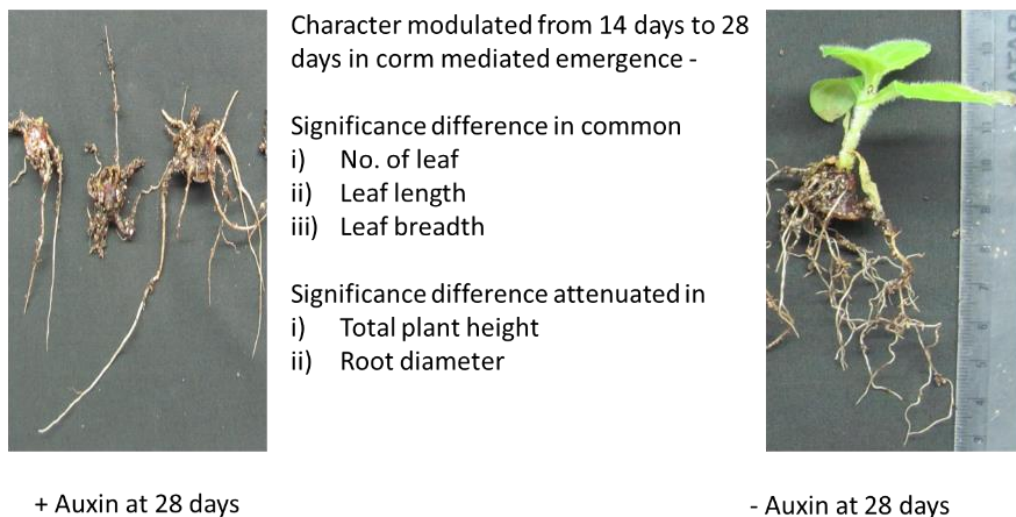 Character modulated from 14 days to 28
days in corm mediated emergence -
Significance difference in common
i) No. of leaf
ii) Leaf length
iii) Leaf breadth
Significance difference attenuated in
i) Total plant height
ii) Root diameter
+ Auxin at 28 days
- Auxin at 28 days